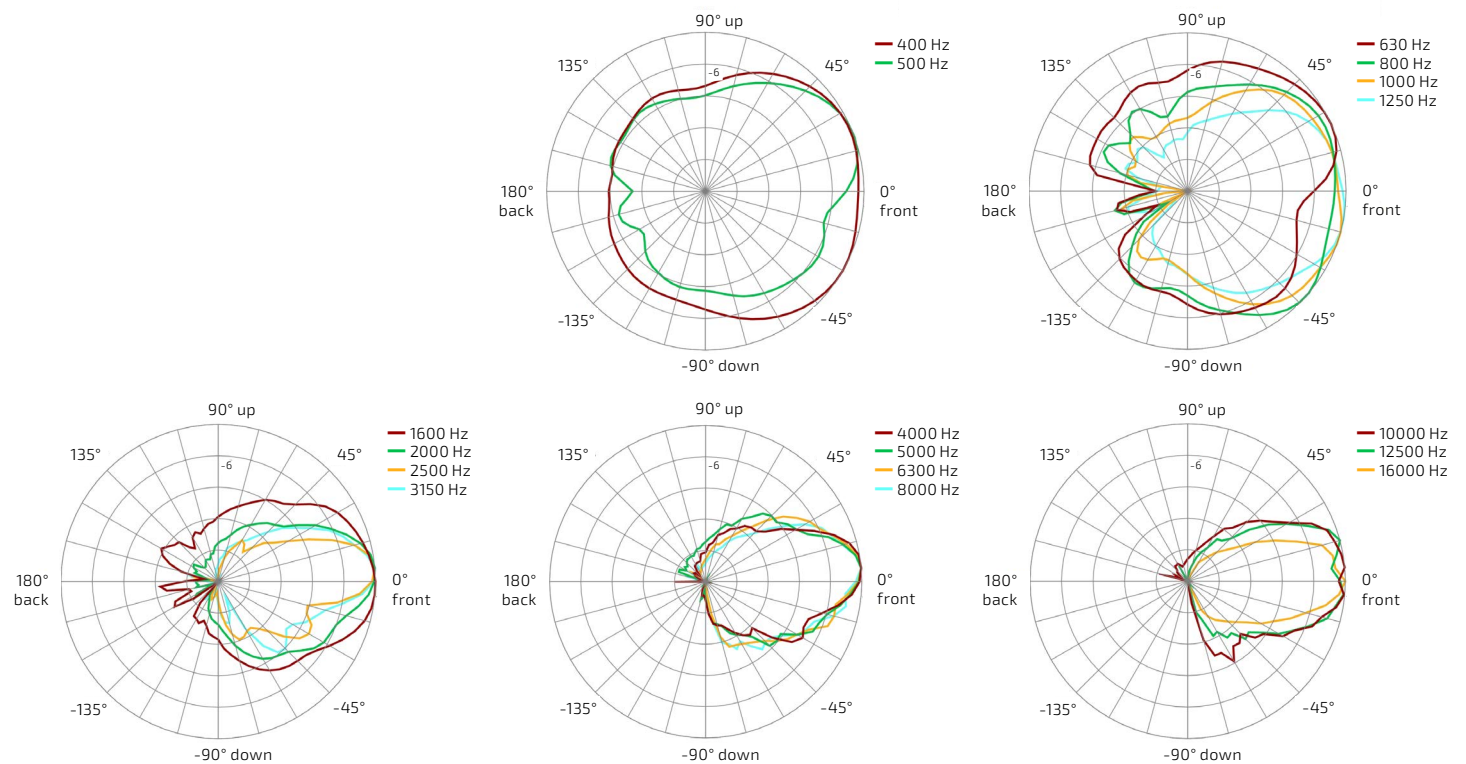 90° up
135°
45°
-6
400 Hz
500 Hz
180°
back
0°
front
-135°
-45°
-90° down
90° up
135°
45°
-6
630 Hz
800 Hz
1000 Hz
1250 Hz
180°
back
0°
front
-135°
-45°
-90° down
90° up
135°
45°
-6
1600 Hz
2000 Hz
2500 Hz
3150 Hz
180°
back
0°
front
-135°
-45°
-90° down
90° up
135°
45°
-6
4000 Hz
5000 Hz
6300 Hz
8000 Hz
180°
back
0°
front
-135°
-45°
-90° down
90° up
135°
45°
-6
10000 Hz
12500 Hz
16000 Hz
180°
back
0°
front
-135°
-45°
-90° down